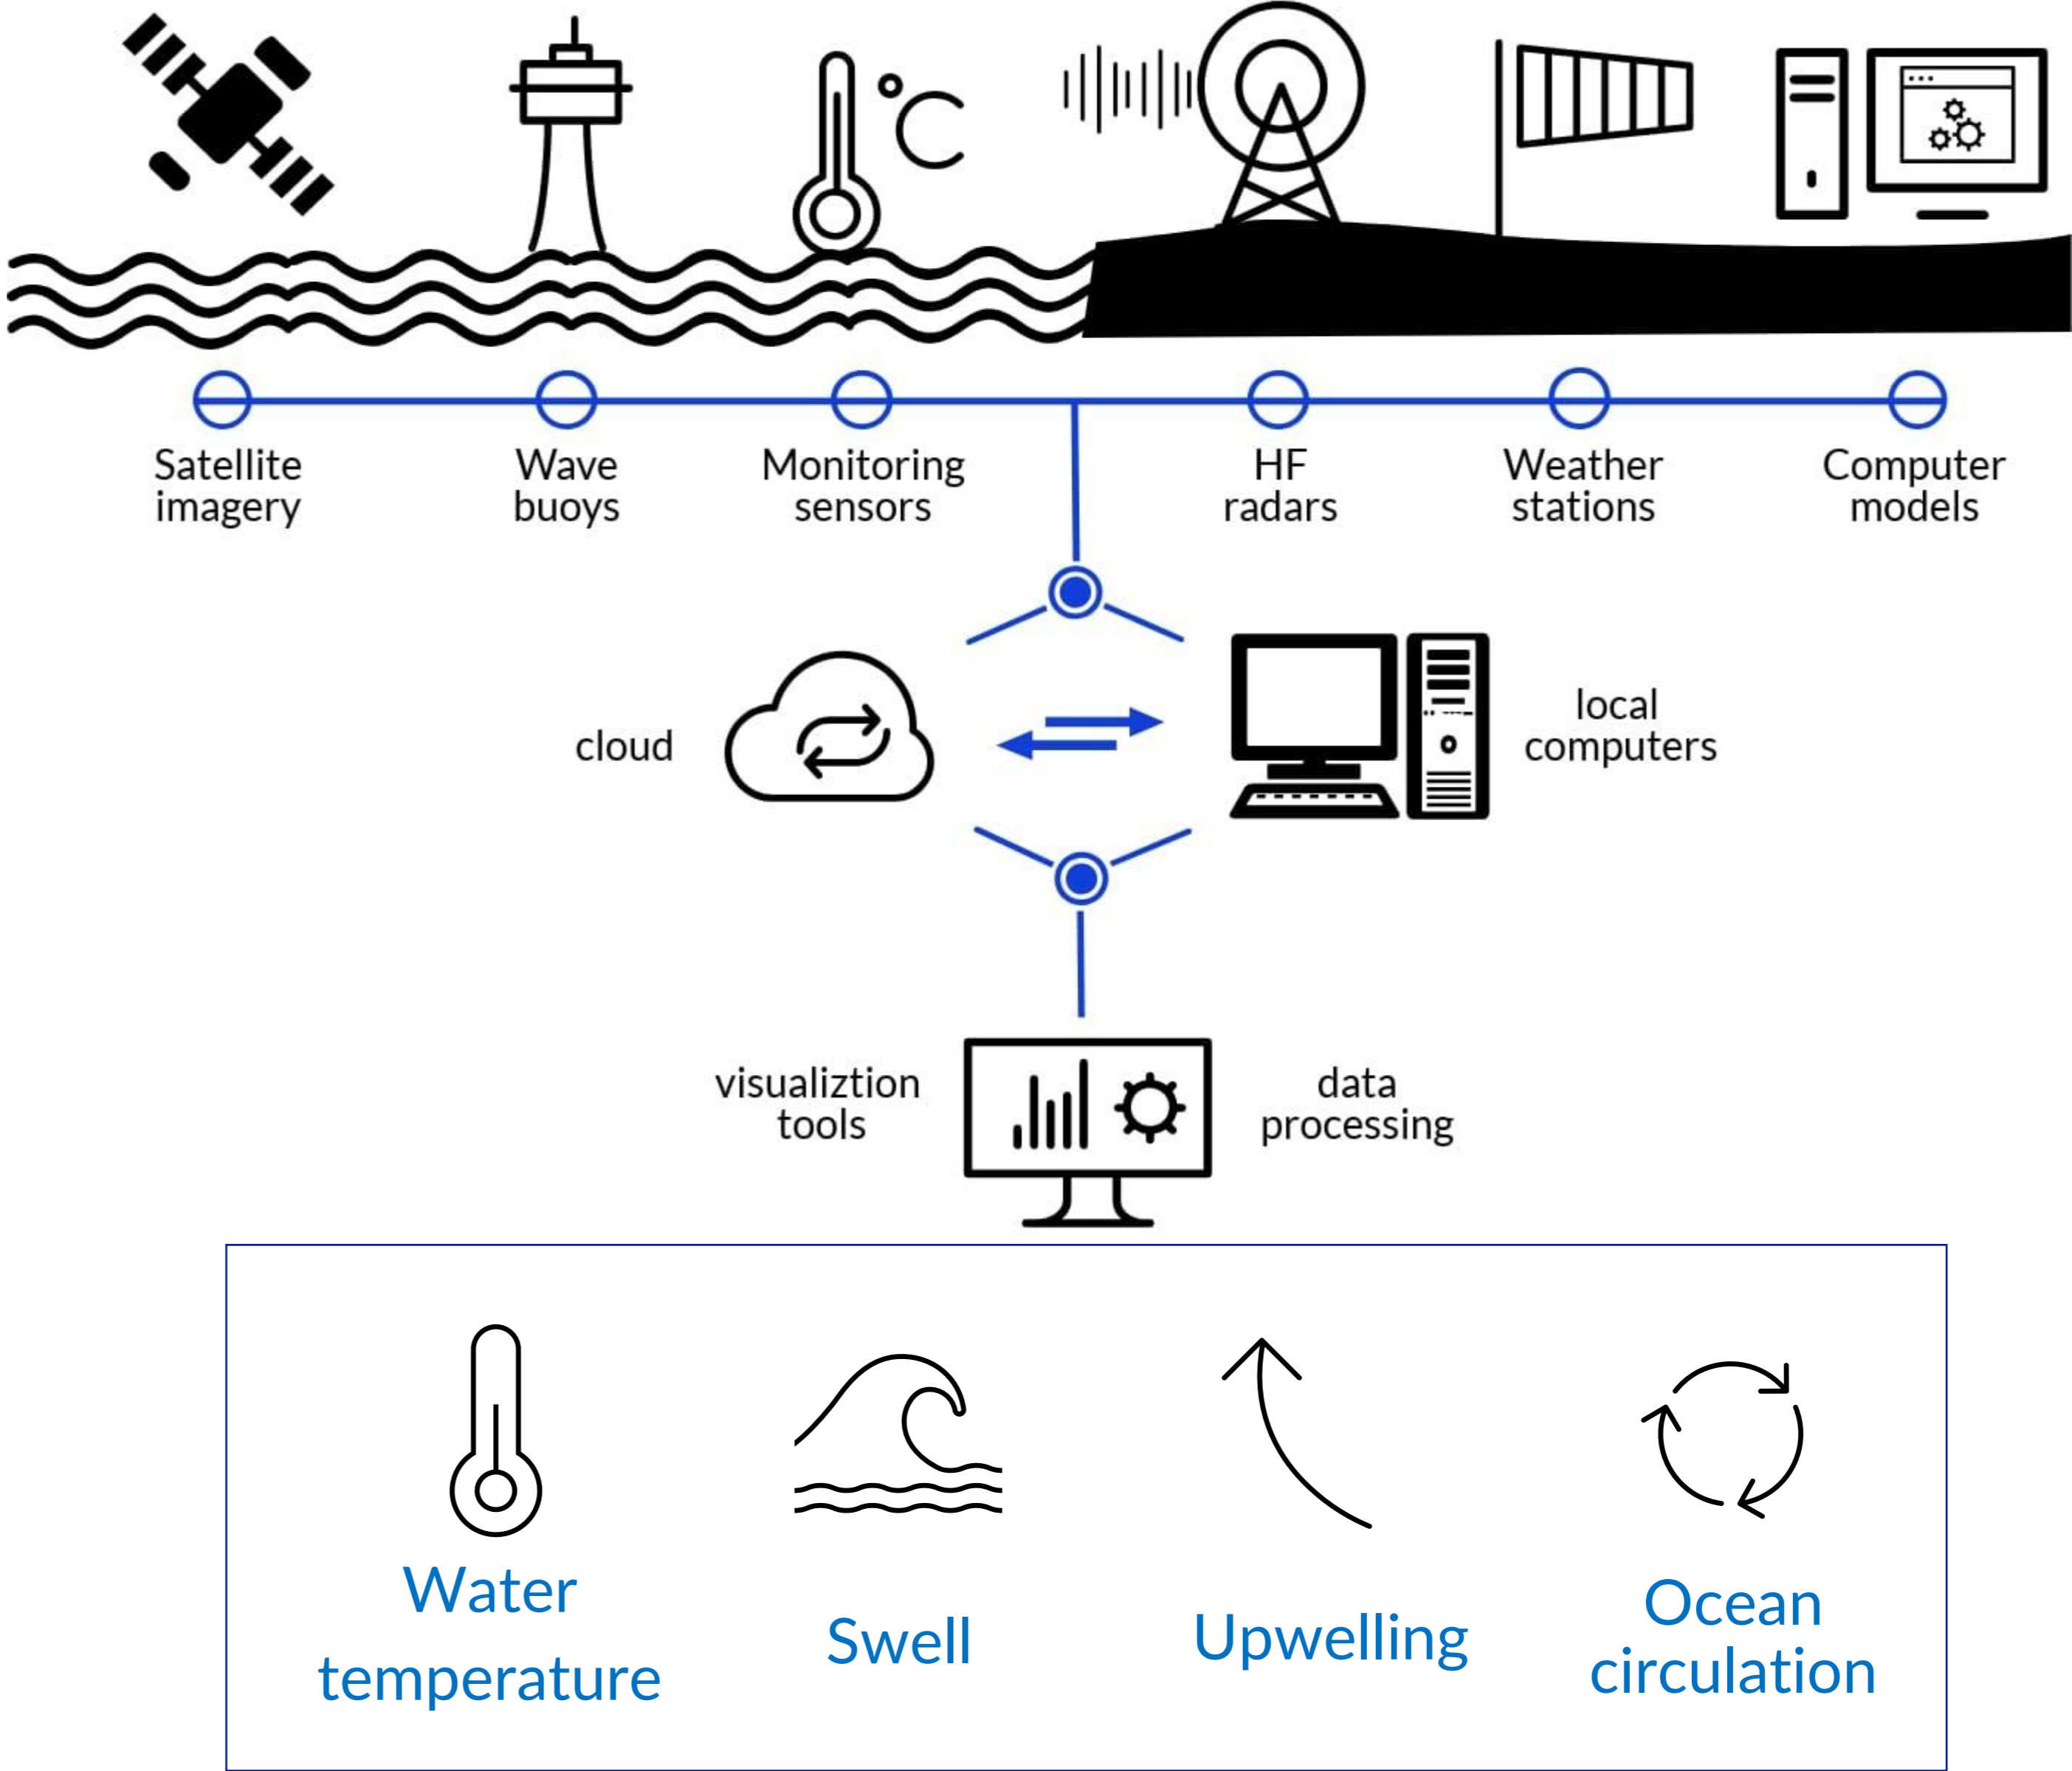 °C
Satellite
imagery
Wave
buoys
Monitoring
sensors
HF
radars
Weather
stations
Computer
models
cloud
local
computers
visualiztion
tools
data
processing
Water
temperature
Swell
Upwelling
Ocean
circulation